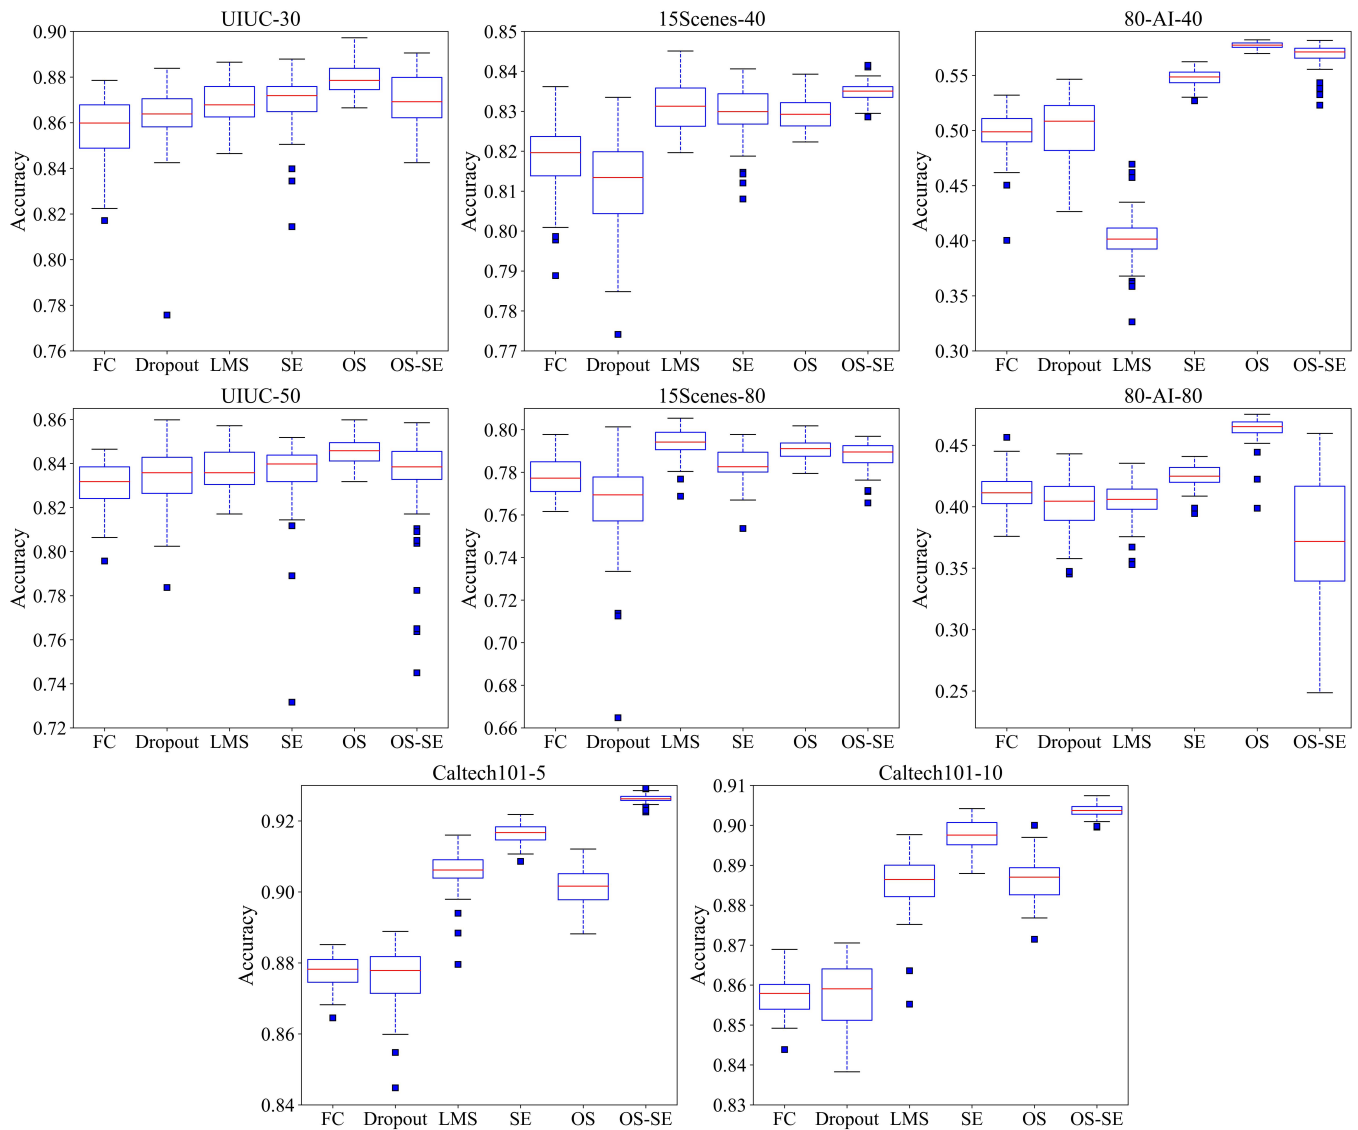 UIUC-30
Accuracy
0.90
0.88
0.86
0.84
0.82
0.80
0.78
0.76
FC Dropout LMS SE OS OS-SE
15Scenes-40
Accuracy
0.85
0.84
0.83
0.82
0.81
0.80
0.79
0.78
0.77
FC Dropout LMS SE OS OS-SE
80-AI-40
Accuracy
0.55
0.50
0.45
0.40
0.35
0.30
FC Dropout LMS SE OS OS-SE
UIUC-50
Accuracy
0.86
0.84
0.82
0.80
0.78
0.76
0.74
0.72
FC Dropout LMS SE OS OS-SE
15Scenes-80
Accuracy
0.80
0.78
0.76
0.74
0.72
0.70
0.68
0.66
FC Dropout LMS SE OS OS-SE
80-AI-80
Accuracy
0.45
0.40
0.35
0.30
0.25
FC Dropout LMS SE OS OS-SE
Caltech101-5
Accuracy
0.92
0.90
0.88
0.86
0.84
FC Dropout LMS SE OS OS-SE
Caltech101-10
Accuracy
0.91
0.90
0.89
0.88
0.87
0.86
0.85
0.84
0.83
FC Dropout LMS SE OS OS-SE